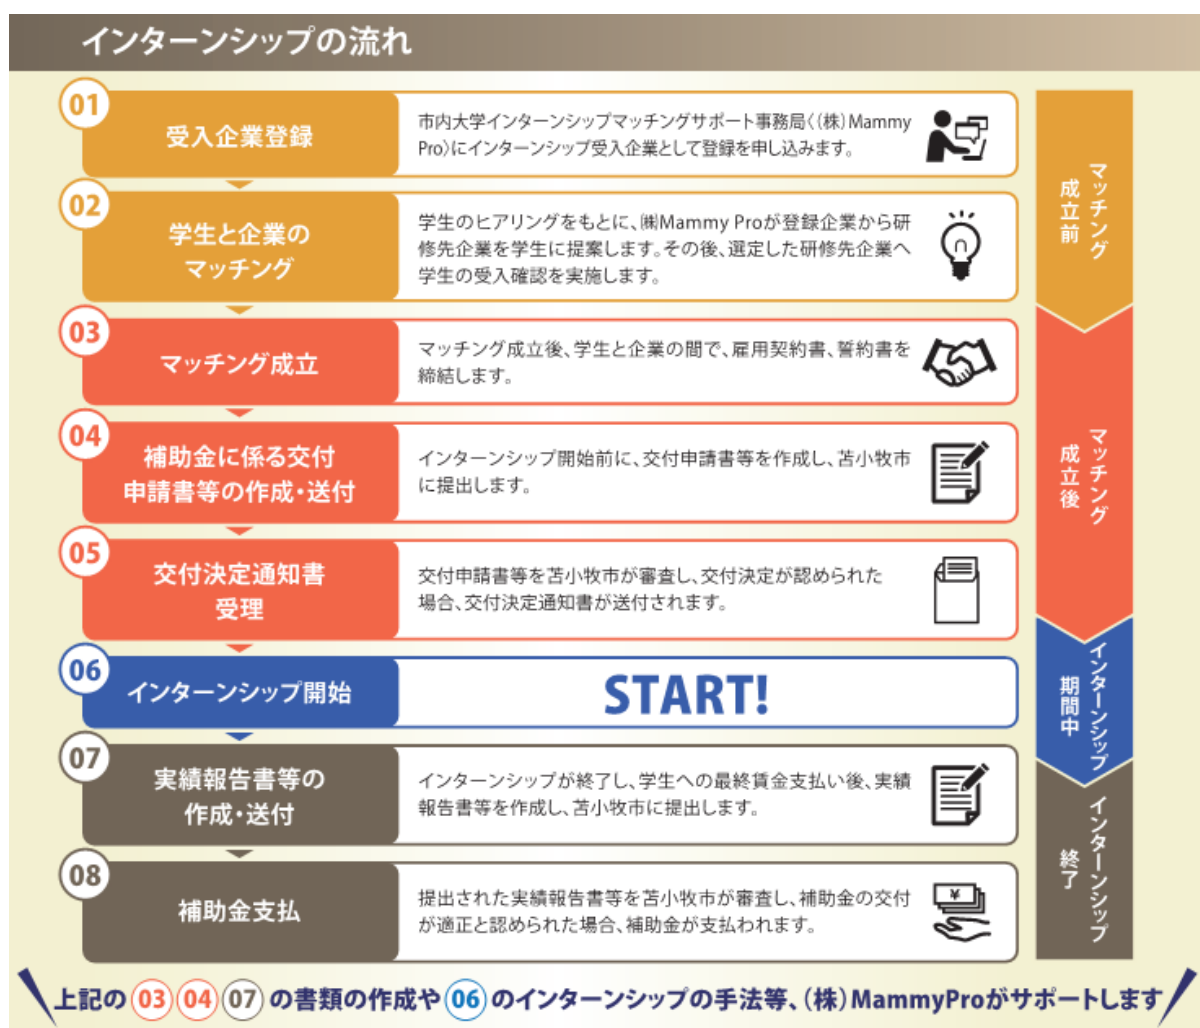 インターンシップの流れ
01
受入企業登録
市内大学インターンシップマッチングサポート事務局〈(株)Mammy
Pro〉にインターンシップ受入企業として登録を申し込みます。
02
学生と企業の
マッチング
学生のヒアリングをもとに、㈱Mammy Proが登録企業から研
修先企業を学生に提案します。その後、選定した研修先企業へ
学生の受入確認を実施します。
マッチング
成立前
03
マッチング成立
マッチング成立後、学生と企業の間で、雇用契約書、誓約書を
締結します。
04
補助金に係る交付
申請書等の作成・送付
インターンシップ開始前に、交付申請書等を作成し、苫小牧市
に提出します。
05
交付決定通知書
受理
交付申請書等を苫小牧市が審査し、交付決定が認められた
場合、交付決定通知書が送付されます。
マッチング
成立後
06
インターンシップ開始
START!
インターンシップ
期間中
07
実績報告書等の
作成・送付
インターンシップが終了し、学生への最終賃金支払い後、実績
報告書等を作成し、苫小牧市に提出します。
08
補助金支払
提出された実績報告書等を苫小牧市が審査し、補助金の交付
が適正と認められた場合、補助金が支払われます。
¥
インターンシップ
終了
上記の 03 04 07 の書類の作成や 06 のインターンシップの手法等、(株)MammyProがサポートします